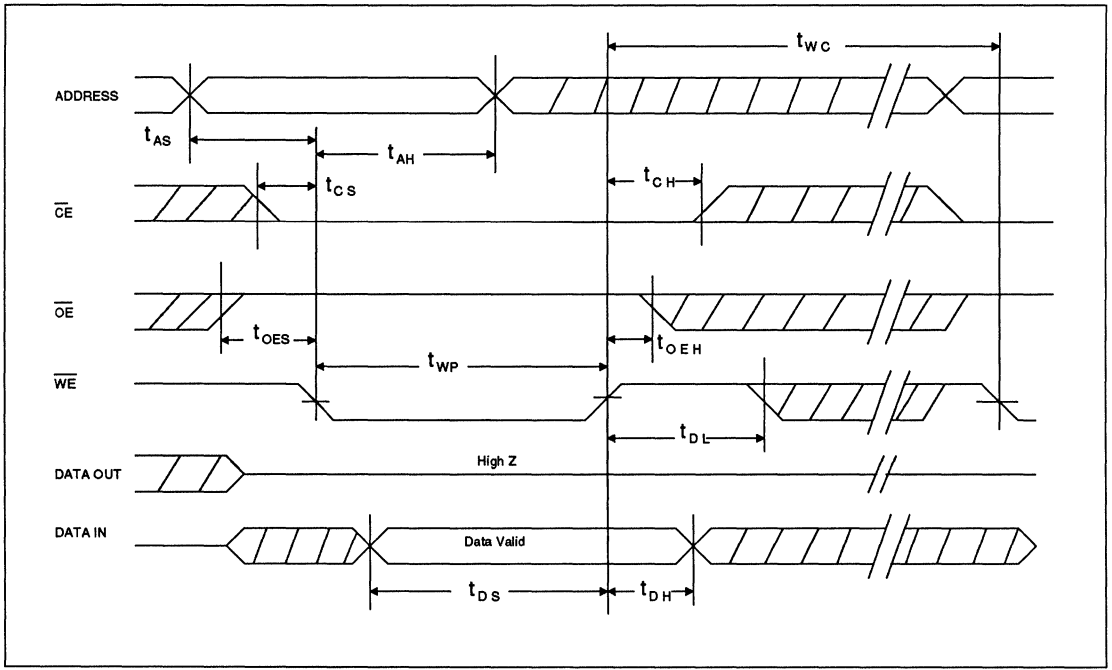 tWC
ADDRESS
tAS
tAH
tCS
tCH
CE
OE
tOES
tOEH
tWP
WE
tDL
High Z
DATA OUT
DATA IN
Data Valid
tDS
tDH